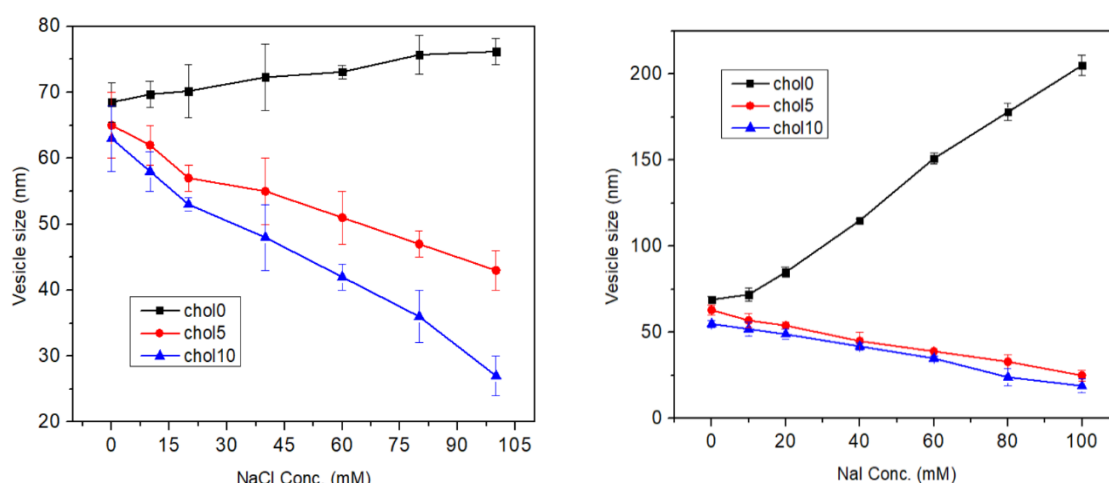 80
70
60
50
40
30
20
Vesicle size (nm)
chol0
chol5
chol10
0 15 30 45 60 75 90 105
NaCl Conc. (mM)
200
150
100
50
0
Vesicle size (nm)
chol0
chol5
chol10
0 20 40 60 80 100
NaI Conc. (mM)